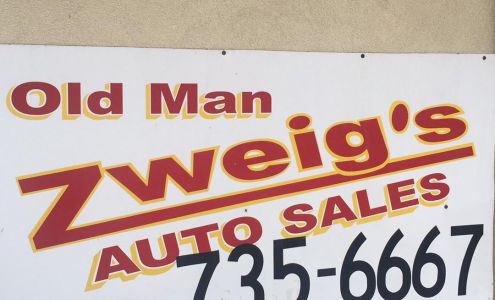 Old Man
Zweig's
AUTO SALES
735-6667